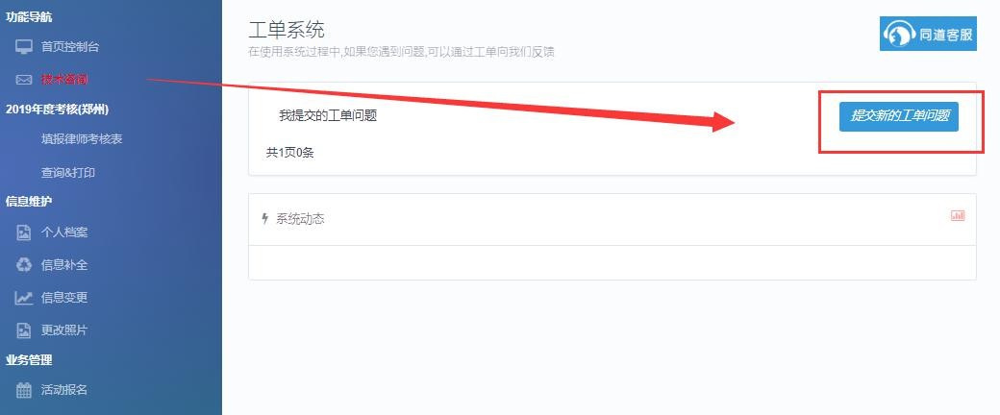 功能导航
首页控制台
技术咨询
2019年度考核(郑州)
填报律师考核表
查询&打印
信息维护
个人档案
信息补全
信息变更
更改照片
业务管理
活动报名
工单系统
在使用系统过程中,如果您遇到问题,可以通过工单向我们反馈
同道客服
我提交的工单问题
提交新的工单问题
共1页0条
系统动态